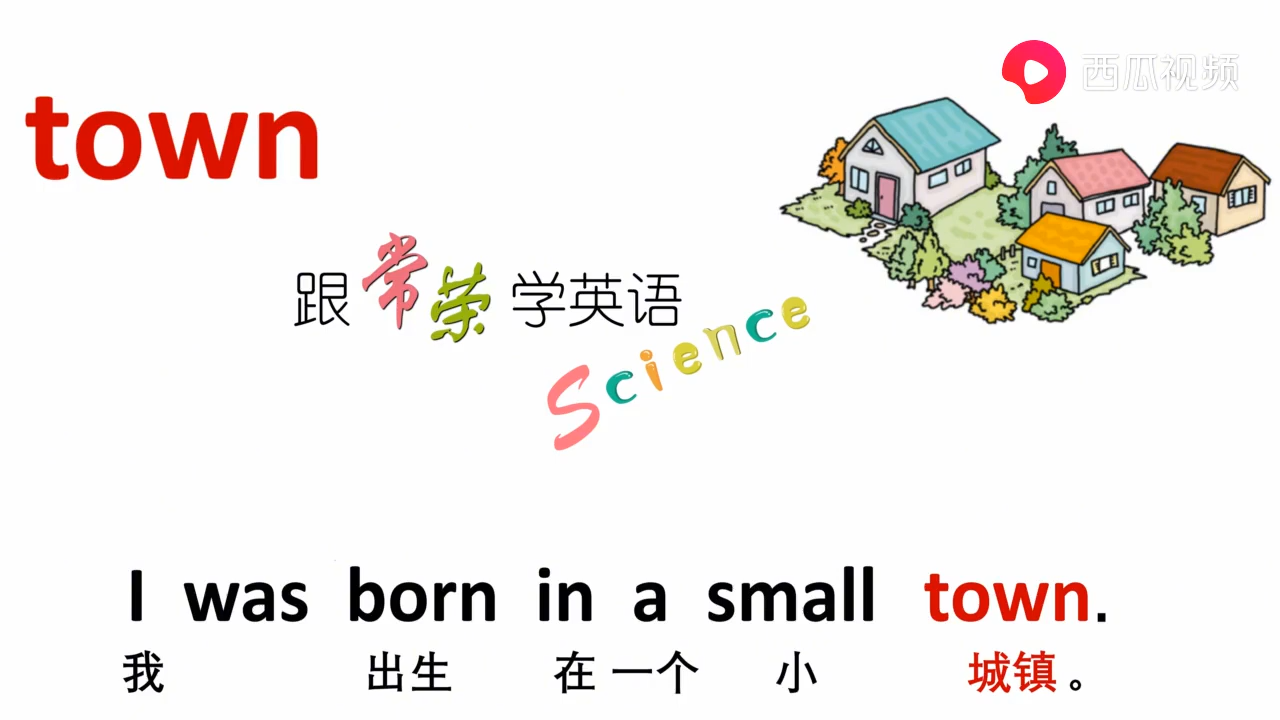 西瓜视频
town
跟常荣学英语
Science
I was born in a small town.
我 出生 在 一个 小 城镇。